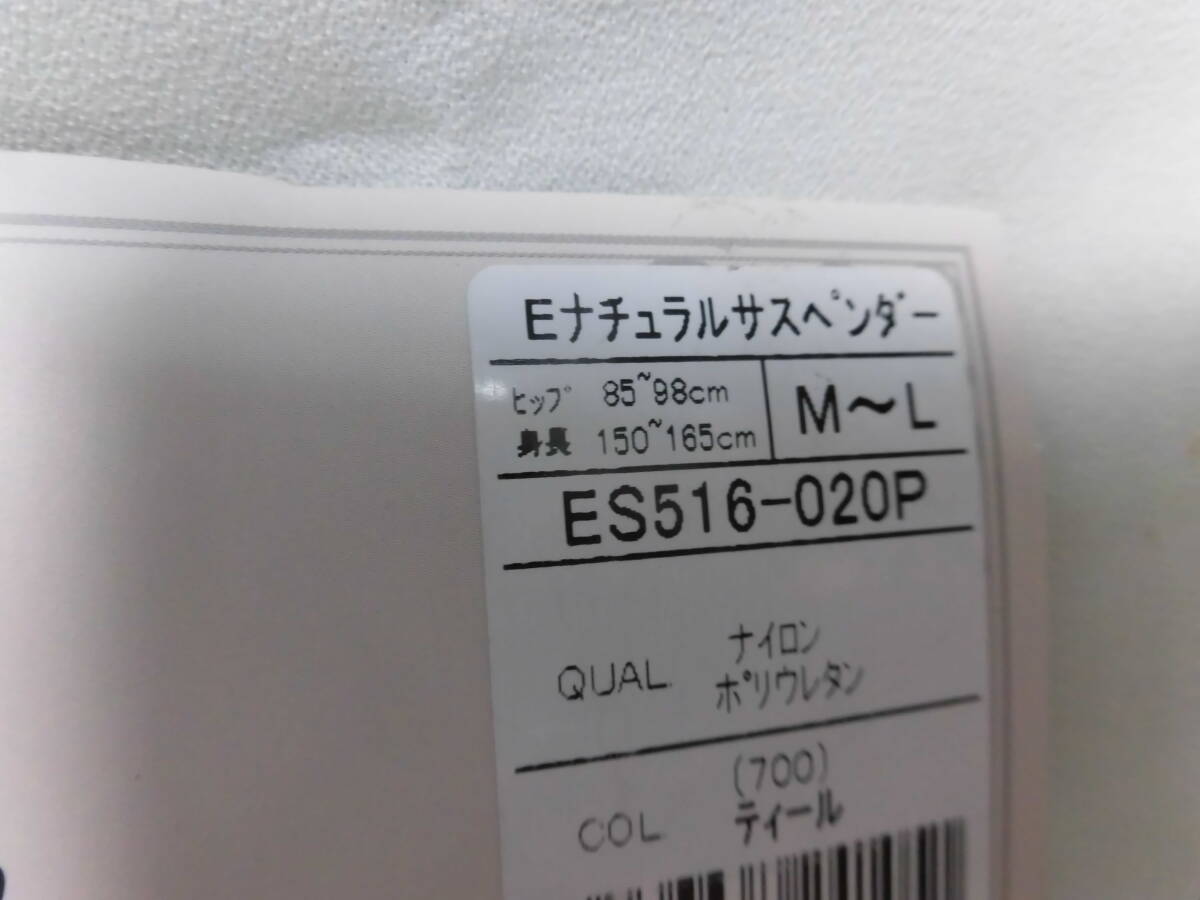 Eナチュラルサスペンダー
ヒップ 85~98cm
身長 150~165cm
M～L
ES516-020P
QUAL. ナイロン
ポリウレタン
(700)
COL ティール